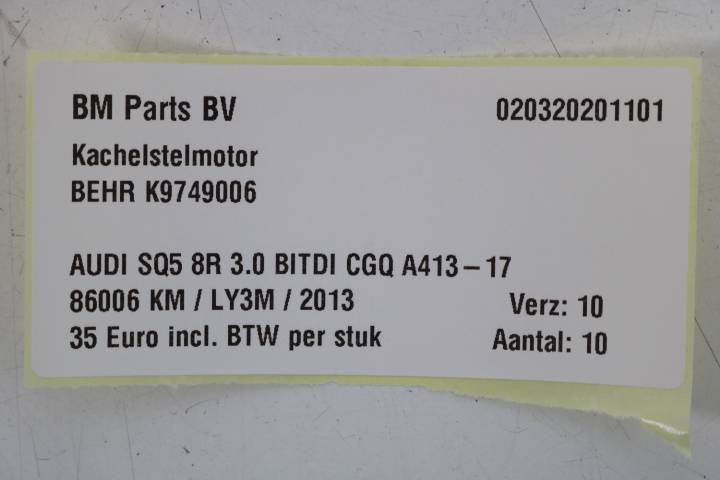 BM Parts BV 020320201101
Kachelstelmotor
BEHR K9749006
AUDI SQ5 8R 3.0 BITDI CGQ A413-17
86006 KM / LY3M / 2013 Verz: 10
35 Euro incl. BTW per stuk Aantal: 10